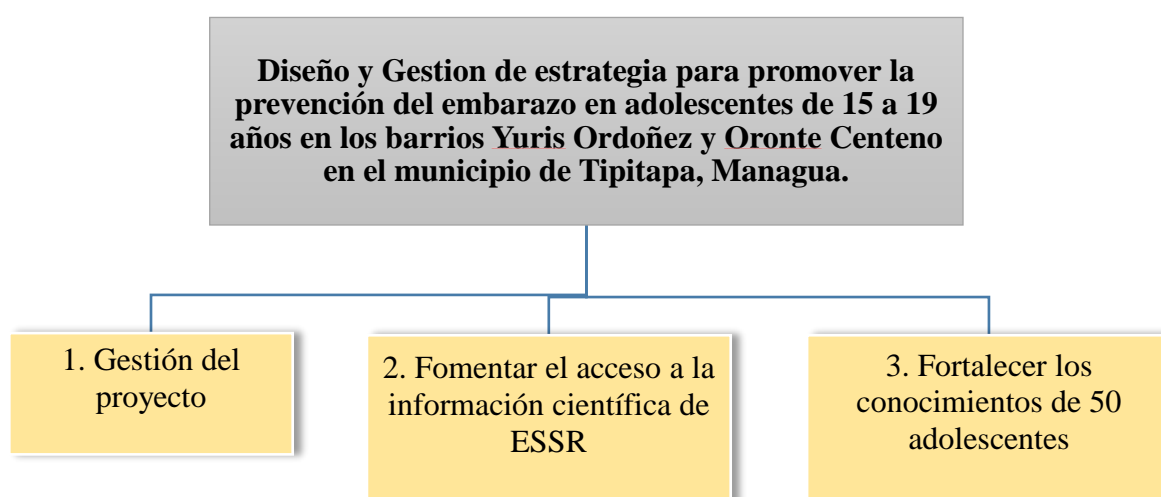 Diseño y Gestion de estrategia para promover la
prevención del embarazo en adolescentes de 15 a 19
años en los barrios Yuris Ordoñez y Oronte Centeno
en el municipio de Tipitapa, Managua.
1. Gestión del
proyecto
2. Fomentar el acceso a la
información científica de
ESSR
3. Fortalecer los
conocimientos de 50
adolescentes